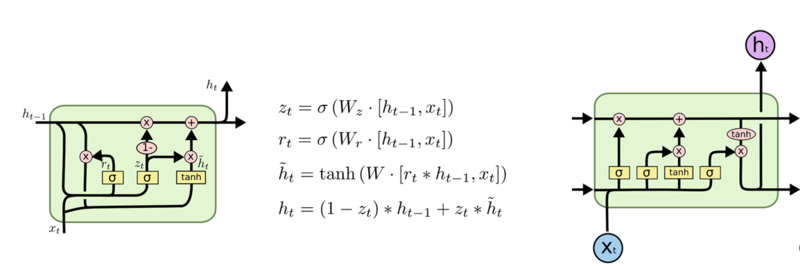 h_t
h_{t-1}
x + 
1-
x r_t z_t x h̃_t
σ σ tanh
x_t
z_t = σ (W_z · [h_{t-1}, x_t])
r_t = σ (W_r · [h_{t-1}, x_t])
h̃_t = tanh (W · [r_t * h_{t-1}, x_t])
h_t = (1 − z_t) * h_{t-1} + z_t * h̃_t
h_t
x +
tanh
x x
σ σ tanh σ
X_t